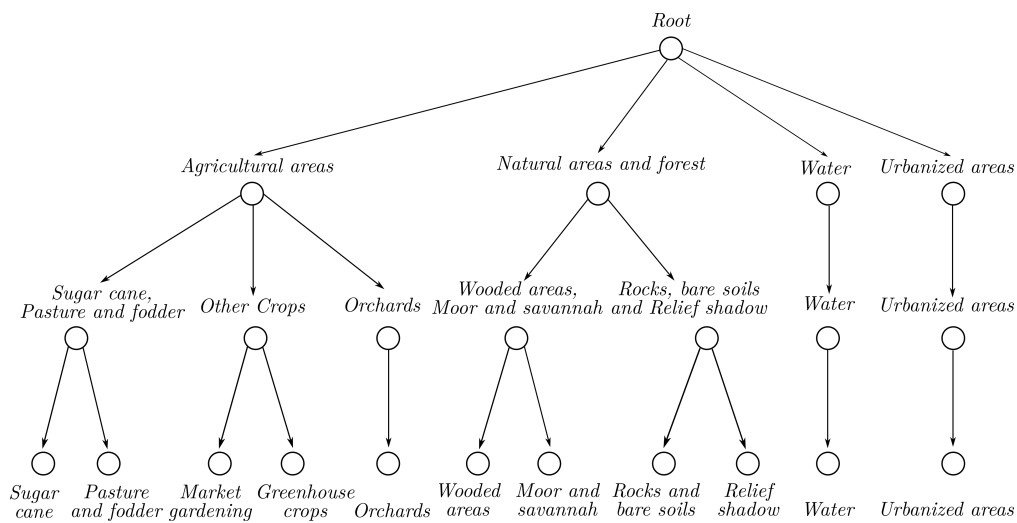 Root
Agricultural areas
Natural areas and forest
Water
Urbanized areas
Sugar cane,
Pasture and fodder
Other Crops
Orchards
Wooded areas,
Moor and savannah
Rocks, bare soils
and Relief shadow
Water
Urbanized areas
Sugar
cane
Pasture
and fodder
Market
gardening
Greenhouse
crops
Orchards
Wooded
areas
Moor and
savannah
Rocks and
bare soils
Relief
shadow
Water
Urbanized areas